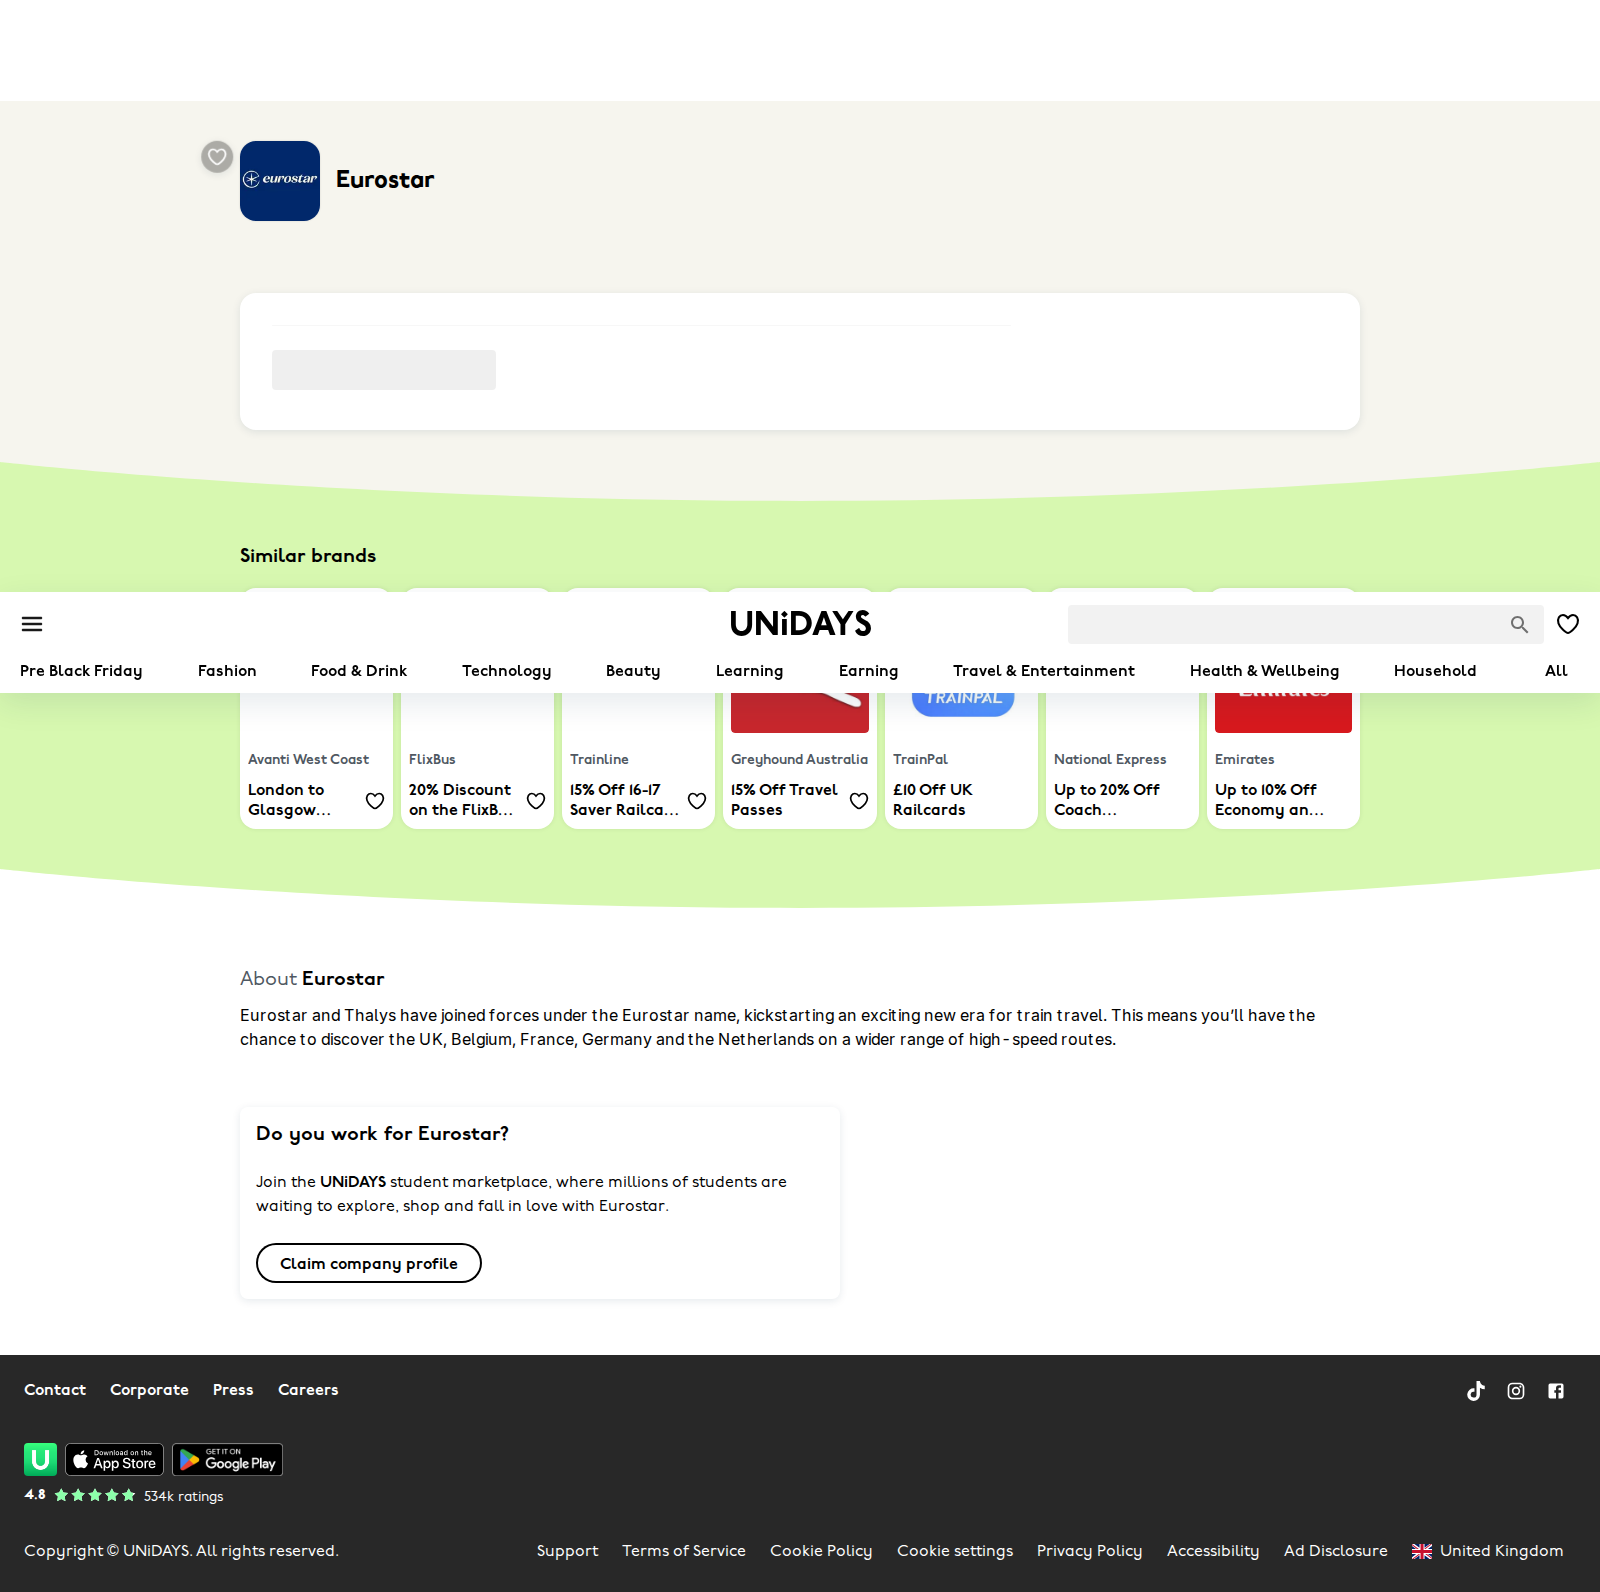 eurostar
Eurostar
Similar brands
UNiDAYS
Pre Black Friday
Fashion
Food & Drink
Technology
Beauty
Learning
Earning
Travel & Entertainment
Health & Wellbeing
Household
All
TRAINPAL
Emirates
Avanti West Coast
London to
Glasgow…
FlixBus
20% Discount
on the FlixB…
Trainline
15% Off 16-17
Saver Railca…
Greyhound Australia
15% Off Travel
Passes
TrainPal
£10 Off UK
Railcards
National Express
Up to 20% Off
Coach…
Emirates
Up to 10% Off
Economy an…
About Eurostar
Eurostar and Thalys have joined forces under the Eurostar name, kickstarting an exciting new era for train travel. This means you’ll have the
chance to discover the UK, Belgium, France, Germany and the Netherlands on a wider range of high-speed routes.
Do you work for Eurostar?
Join the UNiDAYS student marketplace, where millions of students are
waiting to explore, shop and fall in love with Eurostar.
Claim company profile
Contact
Corporate
Press
Careers
U
Download on the
App Store
GET IT ON
Google Play
4.8
534k ratings
Copyright © UNiDAYS. All rights reserved.
Support
Terms of Service
Cookie Policy
Cookie settings
Privacy Policy
Accessibility
Ad Disclosure
United Kingdom